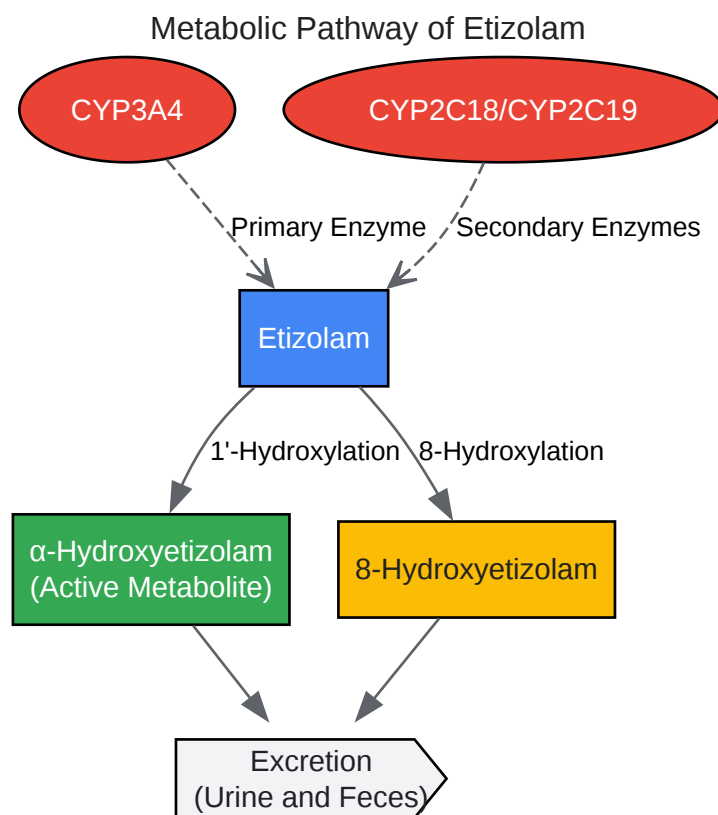 Metabolic Pathway of Etizolam
CYP3A4
CYP2C18/CYP2C19
Primary Enzyme
Secondary Enzymes
Etizolam
1'-Hydroxylation
8-Hydroxylation
α-Hydroxyetizolam
(Active Metabolite)
8-Hydroxyetizolam
Excretion
(Urine and Feces)